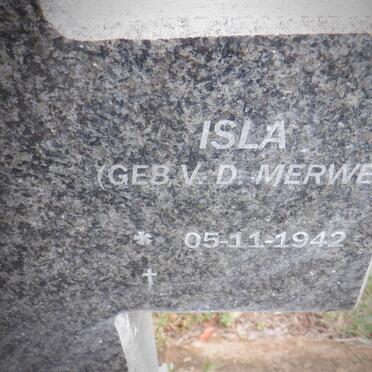 ISLA
(GEB V. D. MERWE
* 05-11-1942
†